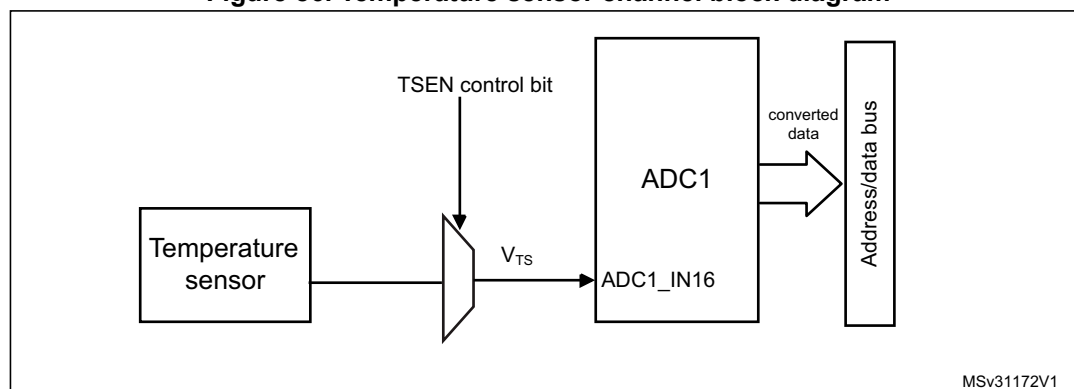 TSEN control bit
converted
data
ADC1
Address/data bus
Temperature
sensor
VTS
ADC1_IN16
MSv31172V1